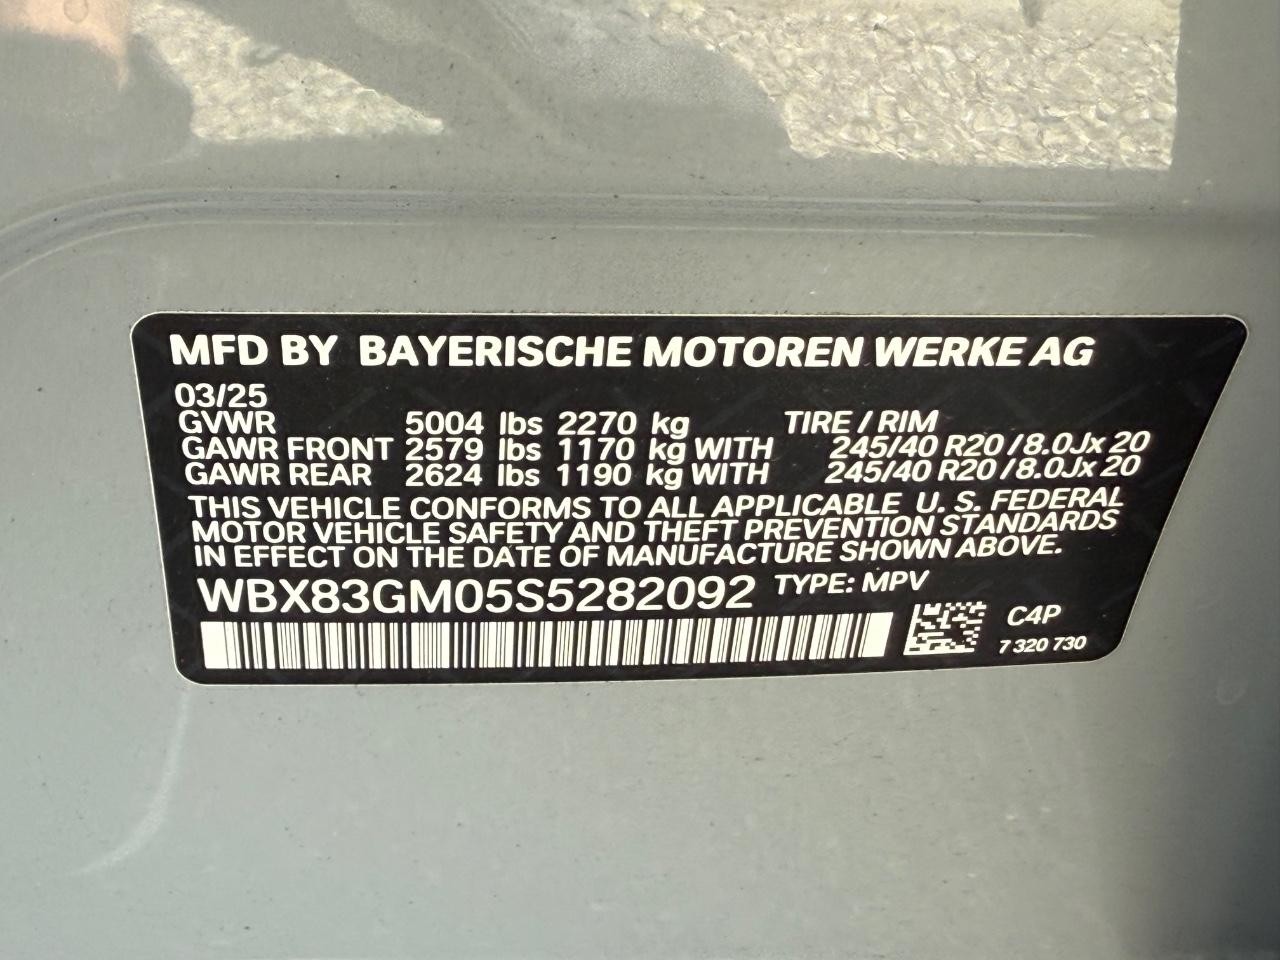 MFD BY BAYERISCHE MOTOREN WERKE AG
03/25
GVWR 5004 lbs 2270 kg TIRE / RIM
GAWR FRONT 2579 lbs 1170 kg WITH 245/40 R20 / 8.0Jx 20
GAWR REAR 2624 lbs 1190 kg WITH 245/40 R20 / 8.0Jx 20
THIS VEHICLE CONFORMS TO ALL APPLICABLE U. S. FEDERAL
MOTOR VEHICLE SAFETY AND THEFT PREVENTION STANDARDS
IN EFFECT ON THE DATE OF MANUFACTURE SHOWN ABOVE.
WBX83GM05S5282092 TYPE: MPV
C4P
7 320 730